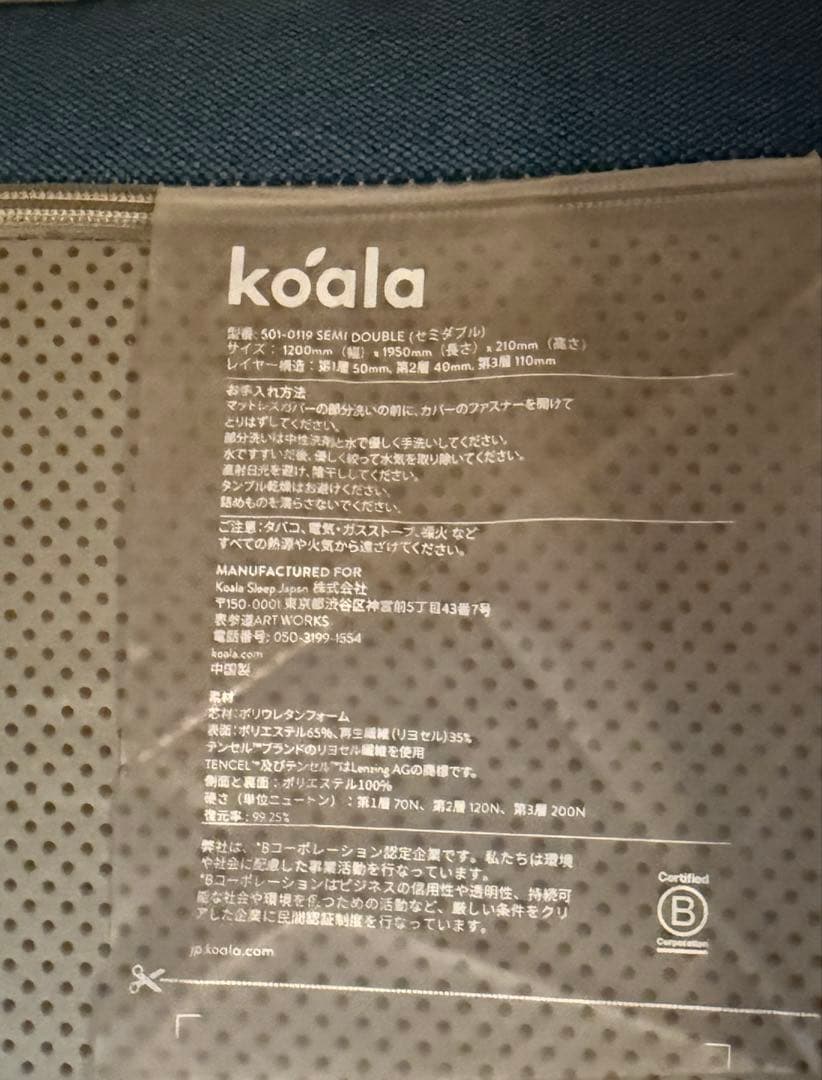 koala
型番: 501-0119 SEMI DOUBLE (セミダブル)
サイズ： 1200mm（幅）x 1950mm（長さ）x 210mm（高さ）
レイヤー構造：第1層 50mm, 第2層 40mm, 第3層 110mm
お手入れ方法
マットレスカバーの部分洗いの前に、カバーのファスナーを開けて
とりはずしてください。
部分洗いは中性洗剤と水で優しく手洗いしてください。
水ですすいだ後、優しく絞って水気を取り除いてください。
直射日光を避け、陰干ししてください。
タンブル乾燥はお避けください。
詰めものを濡らさないでください。
ご注意：タバコ、電気・ガスストーブ、裸火 など
すべての熱源や火気から遠ざけてください。
MANUFACTURED FOR
Koala Sleep Japan 株式会社
〒150-0001 東京都渋谷区神宮前5丁目43番7号
表参道ART WORKS
電話番号: 050-3199-1554
koala.com
中国製
素材
芯材：ポリウレタンフォーム
表面：ポリエステル65%、再生繊維 (リヨセル) 35%
テンセル™ブランドのリヨセル繊維を使用
TENCEL™及びテンセル™はLenzing AGの商標です。
側面と裏面：ポリエステル100%
硬さ（単位ニュートン）：第1層 70N、第2層 120N、第3層 200N
復元率：99.25%
弊社は、*Bコーポレーション認定企業です。私たちは環境
や社会に配慮した事業活動を行なっています。
*Bコーポレーションはビジネスの信用性や透明性、持続可
能な社会や環境を保つための活動など、厳しい条件をクリ
アした企業に民間認証制度を行なっています。
Certified
B
Corporation
jp.koala.com